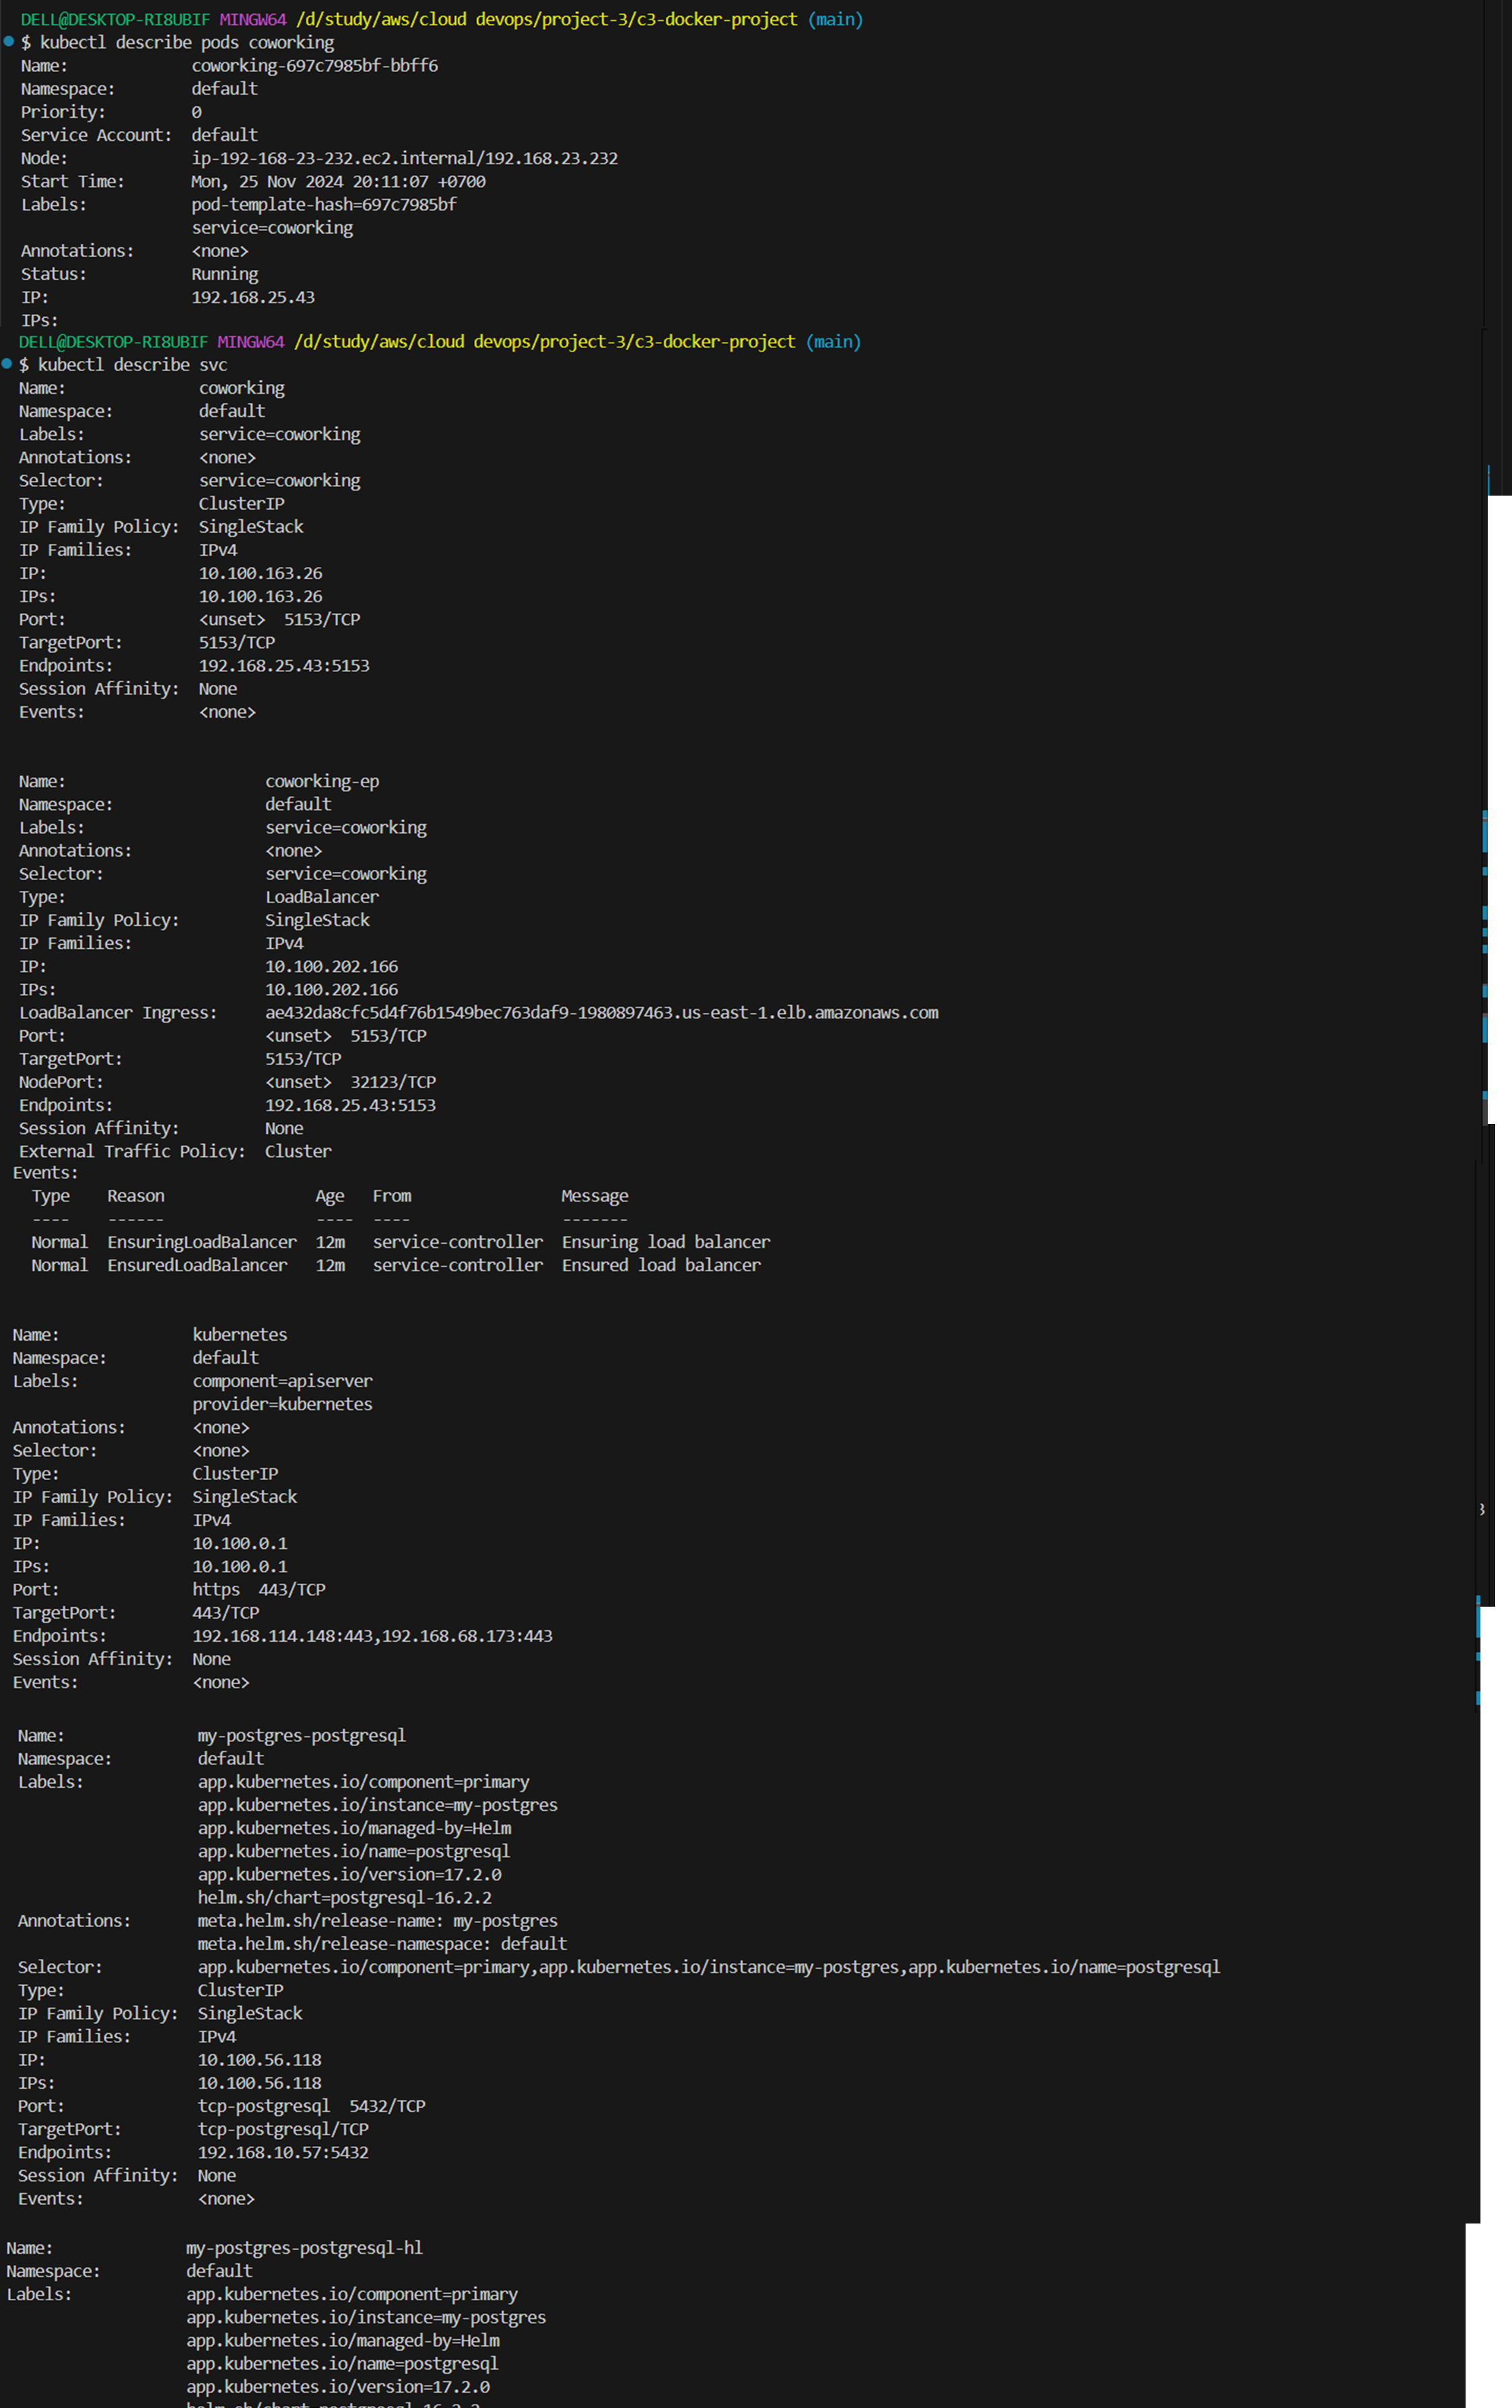 DELL@DESKTOP-RI8UBIF MINGW64 /d/study/aws/cloud devops/project-3/c3-docker-project (main)
$ kubectl describe pods coworking
Name:             coworking-697c7985bf-bbff6
Namespace:        default
Priority:         0
Service Account:  default
Node:             ip-192-168-23-232.ec2.internal/192.168.23.232
Start Time:       Mon, 25 Nov 2024 20:11:07 +0700
Labels:           pod-template-hash=697c7985bf
                  service=coworking
Annotations:      <none>
Status:           Running
IP:               192.168.25.43
IPs:
DELL@DESKTOP-RI8UBIF MINGW64 /d/study/aws/cloud devops/project-3/c3-docker-project (main)
$ kubectl describe svc
Name:              coworking
Namespace:         default
Labels:            service=coworking
Annotations:       <none>
Selector:          service=coworking
Type:              ClusterIP
IP Family Policy:  SingleStack
IP Families:       IPv4
IP:                10.100.163.26
IPs:               10.100.163.26
Port:              <unset>  5153/TCP
TargetPort:        5153/TCP
Endpoints:         192.168.25.43:5153
Session Affinity:  None
Events:            <none>
Name:                     coworking-ep
Namespace:                default
Labels:                   service=coworking
Annotations:              <none>
Selector:                 service=coworking
Type:                     LoadBalancer
IP Family Policy:         SingleStack
IP Families:              IPv4
IP:                       10.100.202.166
IPs:                      10.100.202.166
LoadBalancer Ingress:     ae432da8cfc5d4f76b1549bec763daf9-1980897463.us-east-1.elb.amazonaws.com
Port:                     <unset>  5153/TCP
TargetPort:               5153/TCP
NodePort:                 <unset>  32123/TCP
Endpoints:                192.168.25.43:5153
Session Affinity:         None
External Traffic Policy:  Cluster
Events:
  Type    Reason                Age   From                Message
  ----    ------                ----  ----                -------
  Normal  EnsuringLoadBalancer  12m   service-controller  Ensuring load balancer
  Normal  EnsuredLoadBalancer   12m   service-controller  Ensured load balancer
Name:              kubernetes
Namespace:         default
Labels:            component=apiserver
                   provider=kubernetes
Annotations:       <none>
Selector:          <none>
Type:              ClusterIP
IP Family Policy:  SingleStack
IP Families:       IPv4
IP:                10.100.0.1
IPs:               10.100.0.1
Port:              https  443/TCP
TargetPort:        443/TCP
Endpoints:         192.168.114.148:443,192.168.68.173:443
Session Affinity:  None
Events:            <none>
Name:              my-postgres-postgresql
Namespace:         default
Labels:            app.kubernetes.io/component=primary
                   app.kubernetes.io/instance=my-postgres
                   app.kubernetes.io/managed-by=Helm
                   app.kubernetes.io/name=postgresql
                   app.kubernetes.io/version=17.2.0
                   helm.sh/chart=postgresql-16.2.2
Annotations:       meta.helm.sh/release-name: my-postgres
                   meta.helm.sh/release-namespace: default
Selector:          app.kubernetes.io/component=primary,app.kubernetes.io/instance=my-postgres,app.kubernetes.io/name=postgresql
Type:              ClusterIP
IP Family Policy:  SingleStack
IP Families:       IPv4
IP:                10.100.56.118
IPs:               10.100.56.118
Port:              tcp-postgresql  5432/TCP
TargetPort:        tcp-postgresql/TCP
Endpoints:         192.168.10.57:5432
Session Affinity:  None
Events:            <none>
Name:              my-postgres-postgresql-hl
Namespace:         default
Labels:            app.kubernetes.io/component=primary
                   app.kubernetes.io/instance=my-postgres
                   app.kubernetes.io/managed-by=Helm
                   app.kubernetes.io/name=postgresql
                   app.kubernetes.io/version=17.2.0